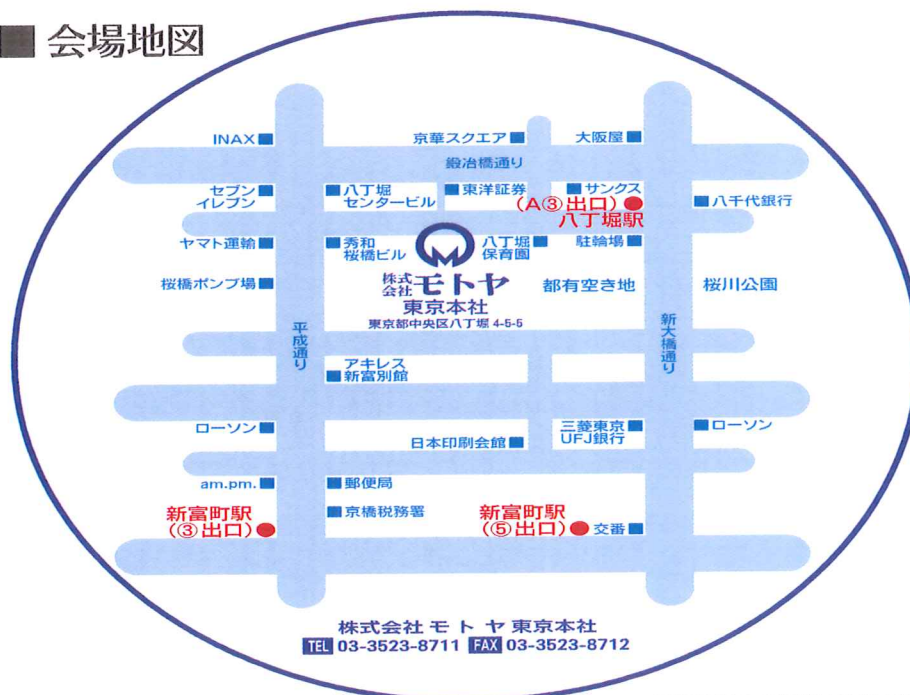 ■ 会場地図
INAX
京華スクエア
大阪屋
鍛冶橋通り
セブン
イレブン
八丁堀
センタービル
東洋証券
サンクス
(A③出口)
八丁堀駅
八千代銀行
ヤマト運輸
秀和
桜橋ビル
八丁堀
保育園
駐輪場
桜橋ポンプ場
株式会社モトヤ
東京本社
東京都中央区八丁堀 4-5-5
都有空き地
桜川公園
平成通り
新大橋通り
アキレス
新富別館
ローソン
日本印刷会館
三菱東京
UFJ銀行
ローソン
am.pm.
郵便局
新富町駅
(③出口)
京橋税務署
新富町駅
(⑤出口)
交番
株式会社 モトヤ 東京本社
TEL 03-3523-8711 FAX 03-3523-8712